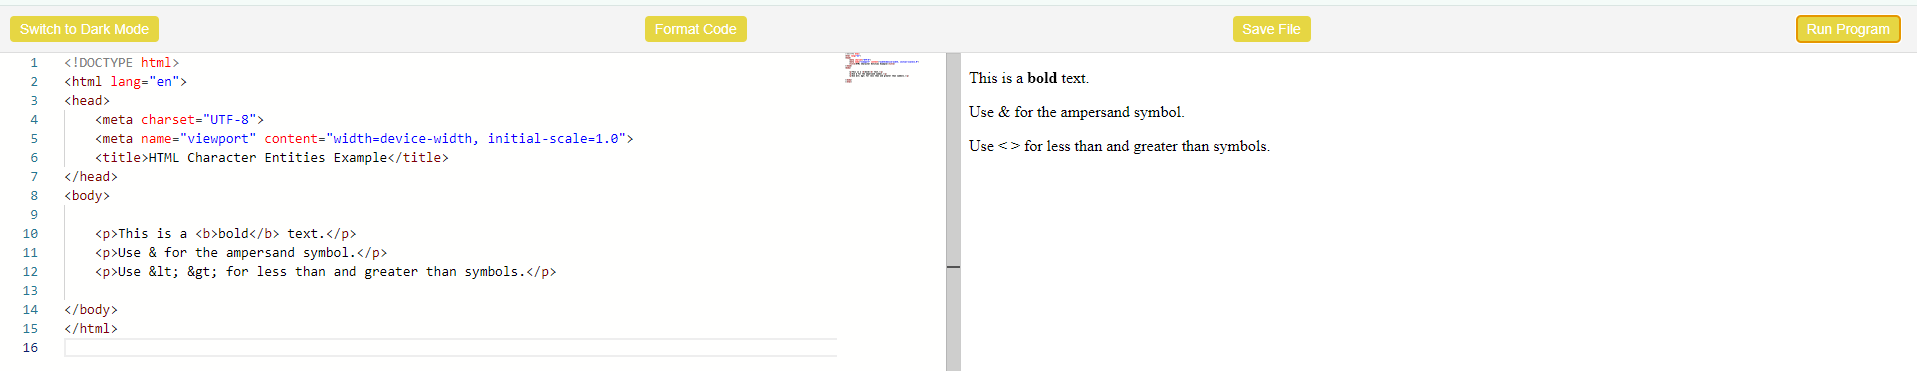 Switch to Dark Mode
Format Code
Save File
Run Program
1 <!DOCTYPE html>
2 <html lang="en">
3 <head>
4 <meta charset="UTF-8">
5 <meta name="viewport" content="width=device-width, initial-scale=1.0">
6 <title>HTML Character Entities Example</title>
7 </head>
8 <body>
9
10 <p>This is a <b>bold</b> text.</p>
11 <p>Use & for the ampersand symbol.</p>
12 <p>Use &lt; &gt; for less than and greater than symbols.</p>
13
14 </body>
15 </html>
16
This is a bold text.
Use & for the ampersand symbol.
Use < > for less than and greater than symbols.